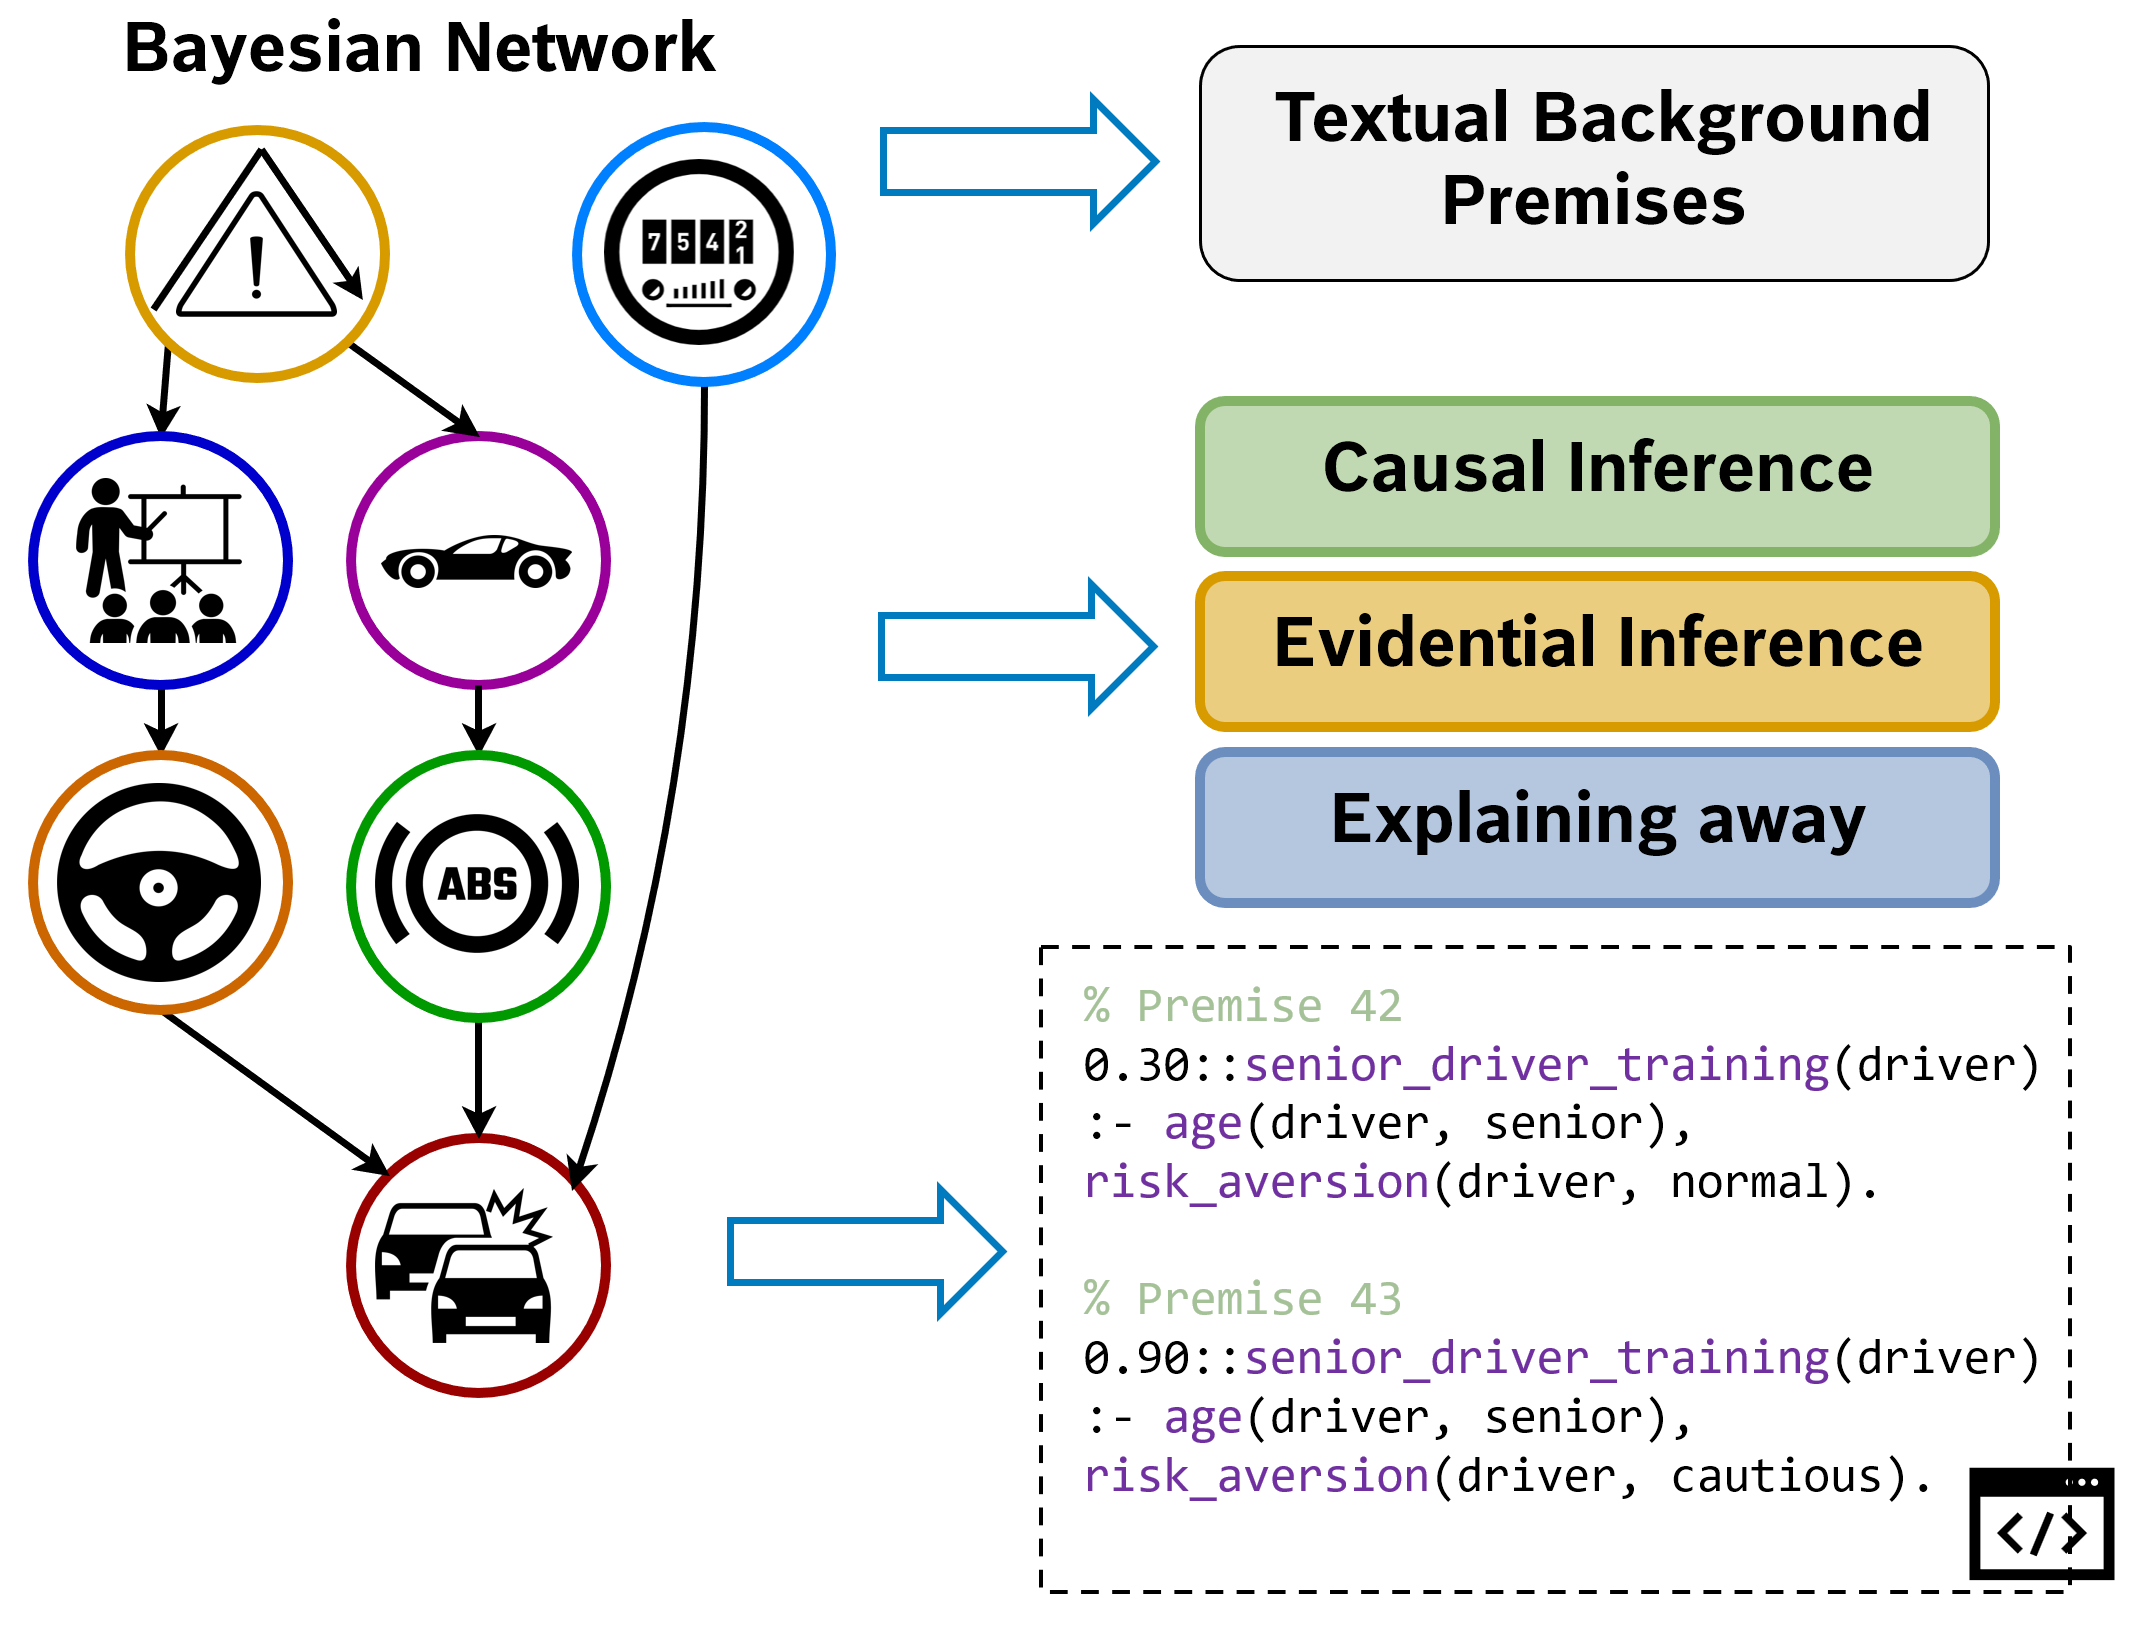 Bayesian Network
7 5 4 2
1
ABS
Textual Background
Premises
Causal Inference
Evidential Inference
Explaining away
% Premise 42
0.30::senior_driver_training(driver)
:- age(driver, senior),
risk_aversion(driver, normal).
% Premise 43
0.90::senior_driver_training(driver)
:- age(driver, senior),
risk_aversion(driver, cautious).
</>